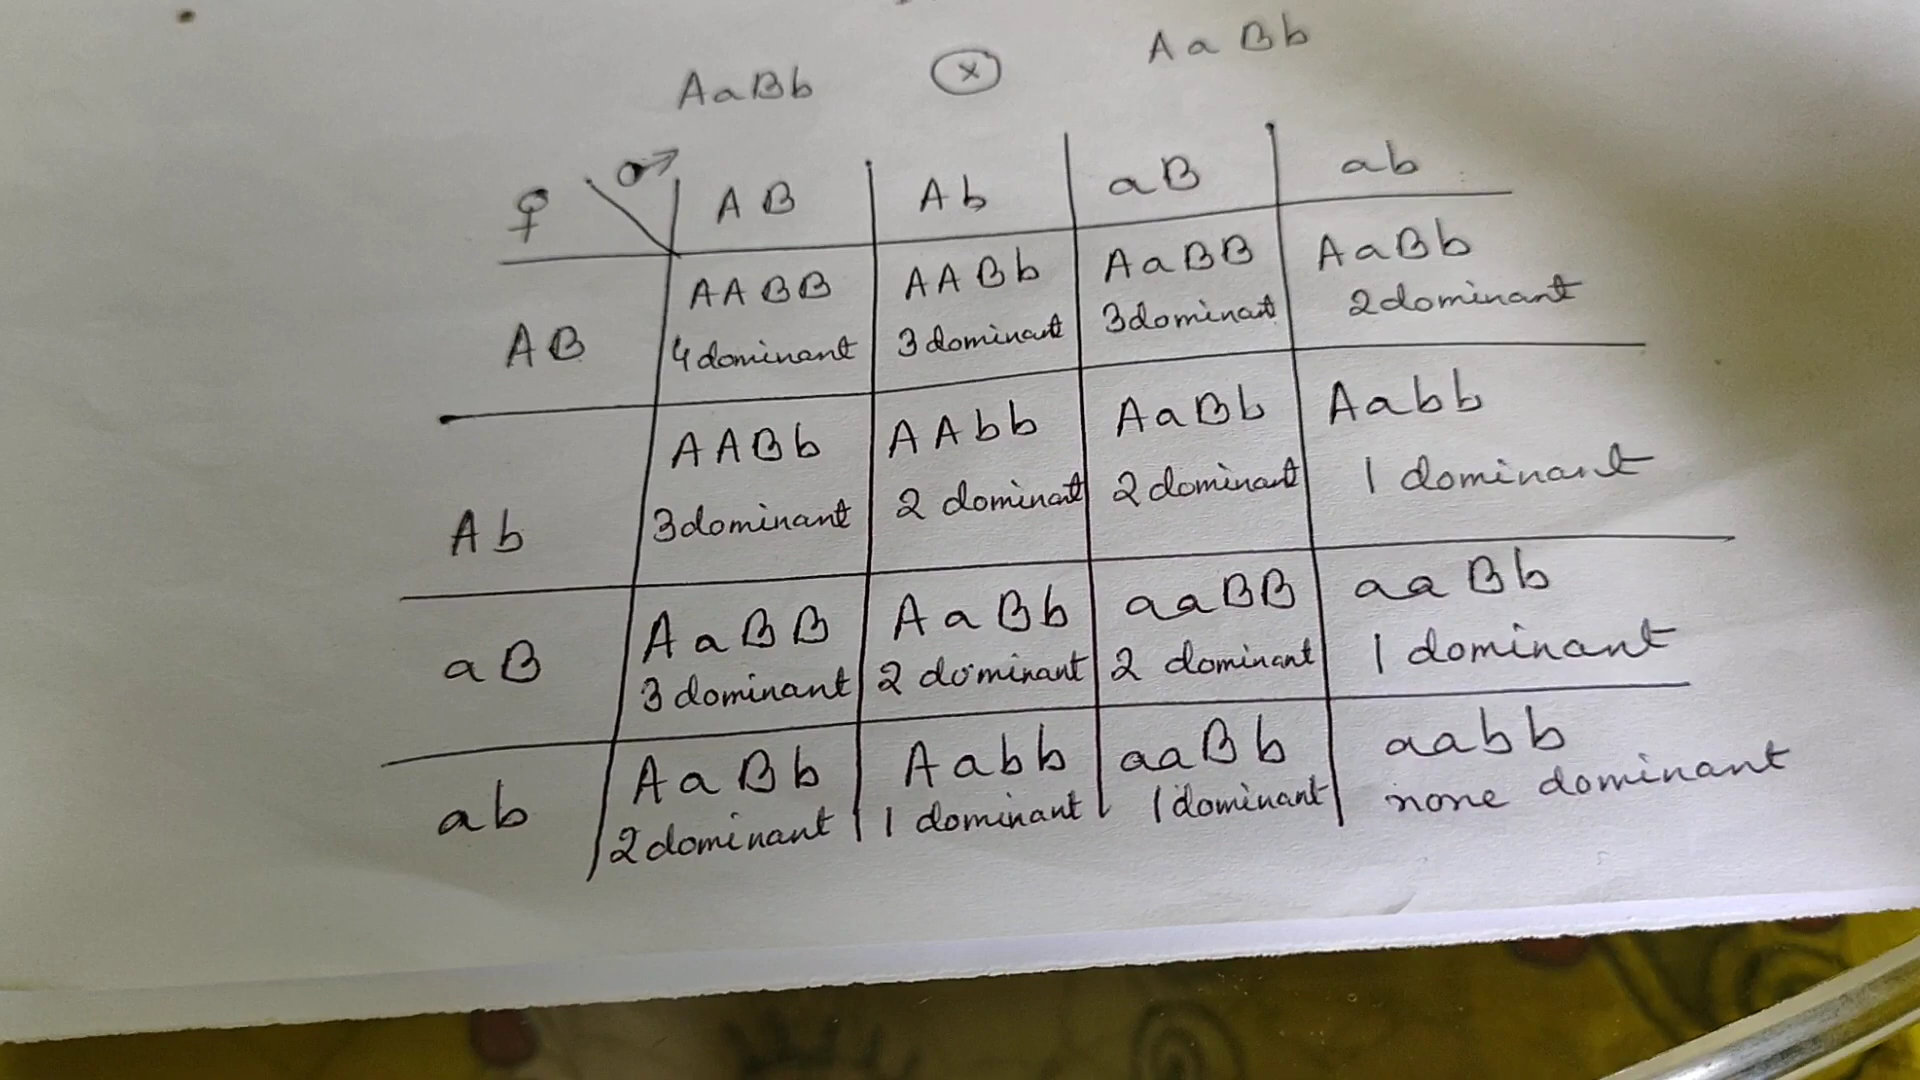 AaBb ⊗ AaBb
♀ ♂ AB Ab aB ab
AB AABB AABb AaBB AaBb
4 dominant 3 dominant 3 dominant 2 dominant
Ab AABb AAbb AaBb Aabb
3 dominant 2 dominant 2 dominant 1 dominant
aB AaBB AaBb aaBB aaBb
3 dominant 2 dominant 2 dominant 1 dominant
ab AaBb Aabb aaBb aabb
2 dominant 1 dominant 1 dominant none dominant